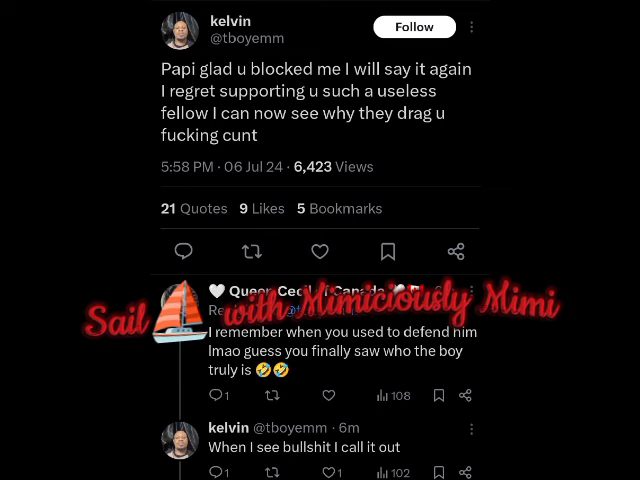 kelvin
@tboyemm
Follow
Papi glad u blocked me I will say it again
I regret supporting u such a useless
fellow I can now see why they drag u
fucking cunt
5:58 PM · 06 Jul 24 · 6,423 Views
21 Quotes 9 Likes 5 Bookmarks
Sail with Mimiciously Mimi
I remember when you used to defend him
lmao guess you finally saw who the boy
truly is 🤣🤣
1 108
kelvin @tboyemm · 6m
When I see bullshit I call it out
1 1 102